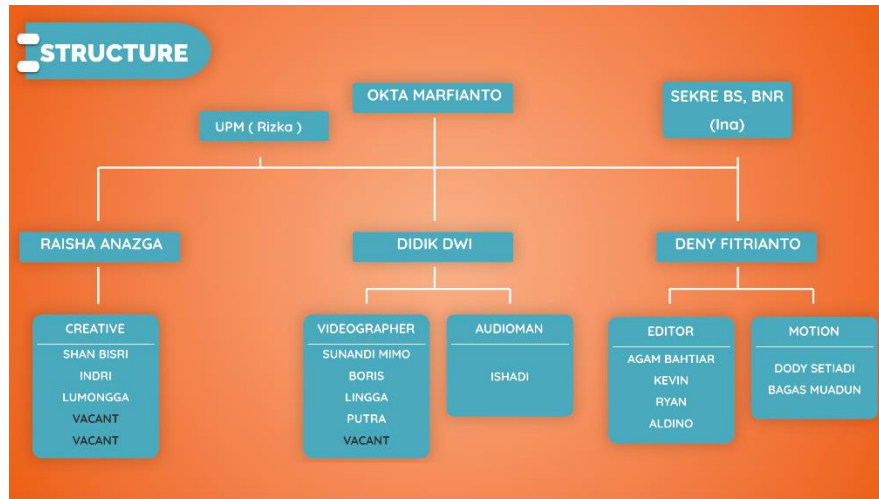 STRUCTURE
OKTA MARFIANTO
UPM ( Rizka )
SEKRE BS, BNR
(Ina)
RAISHA ANAZGA
DIDIK DWI
DENY FITRIANTO
CREATIVE
SHAN BISRI
INDRI
LUMONGGA
VACANT
VACANT
VIDEOGRAPHER
SUNANDI MIMO
BORIS
LINGGA
PUTRA
VACANT
AUDIOMAN
ISHADI
EDITOR
AGAM BAHTIAR
KEVIN
RYAN
ALDINO
MOTION
DODY SETIADI
BAGAS MUADUN